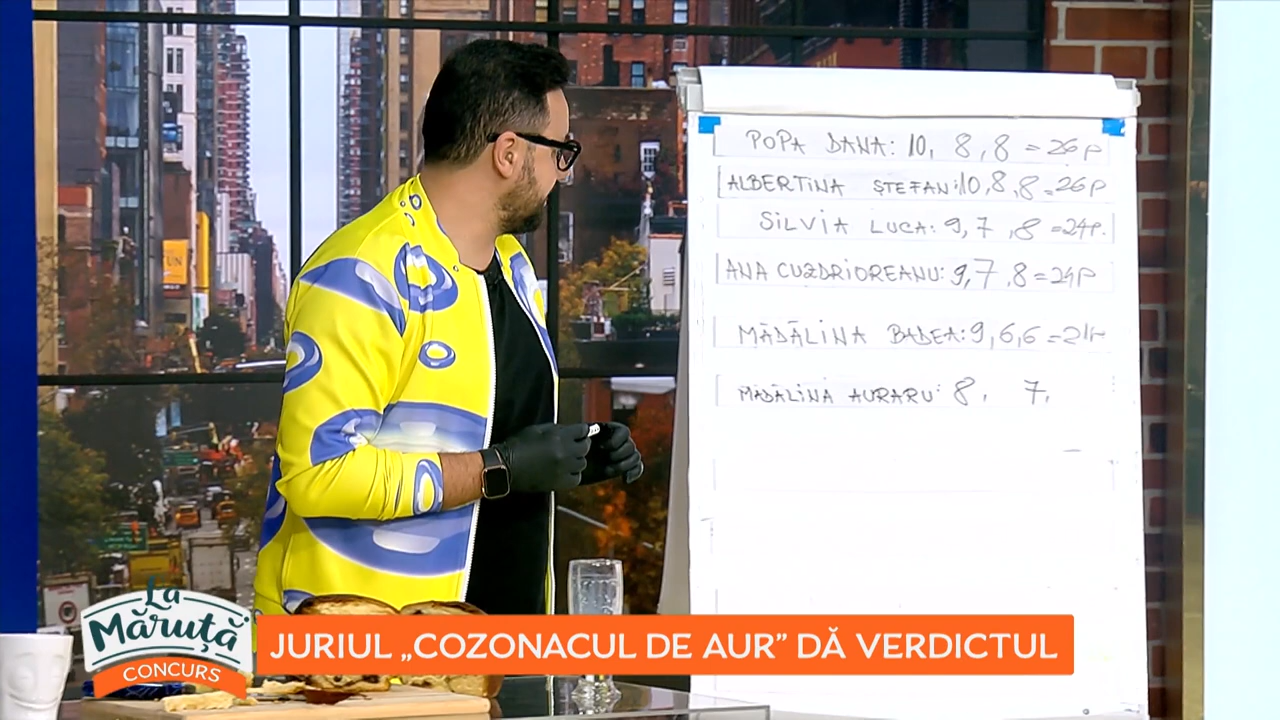 POPA DANA: 10, 8, 8 = 26p
ALBERTINA ȘTEFAN: 10, 8, 8 = 26p
SILVIA LUCA: 9, 7, 8 = 24p.
ANA CUZDRIOREANU: 9, 7, 8 = 24p
MĂDĂLINA BADEA: 9, 6, 6 = 21p
MĂDĂLINA AURARU: 8, 7,
La
Măruță
CONCURS
JURIUL „COZONACUL DE AUR” DĂ VERDICTUL